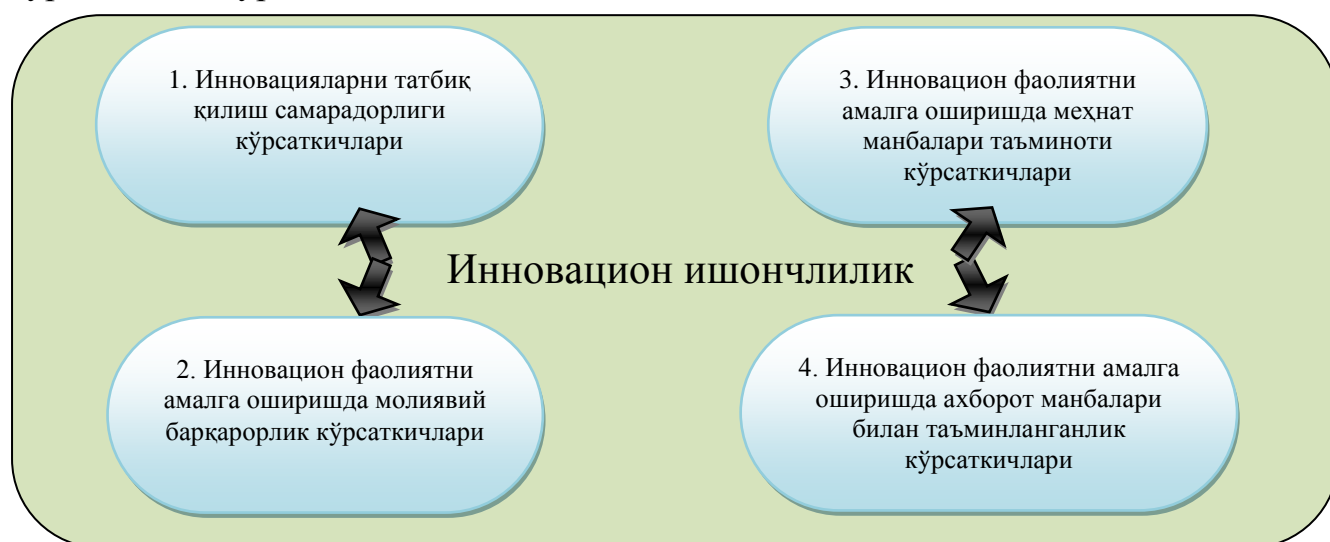 1. Инновацияларни татбиқ
қилиш самарадорлиги
кўрсаткичлари
3. Инновацион фаолиятни
амалга оширишда меҳнат
манбалари таъминоти
кўрсаткичлари
Инновацион ишончлилик
2. Инновацион фаолиятни
амалга оширишда молиявий
барқарорлик кўрсаткичлари
4. Инновацион фаолиятни амалга
оширишда ахборот манбалари
билан таъминланганлик
кўрсаткичлари